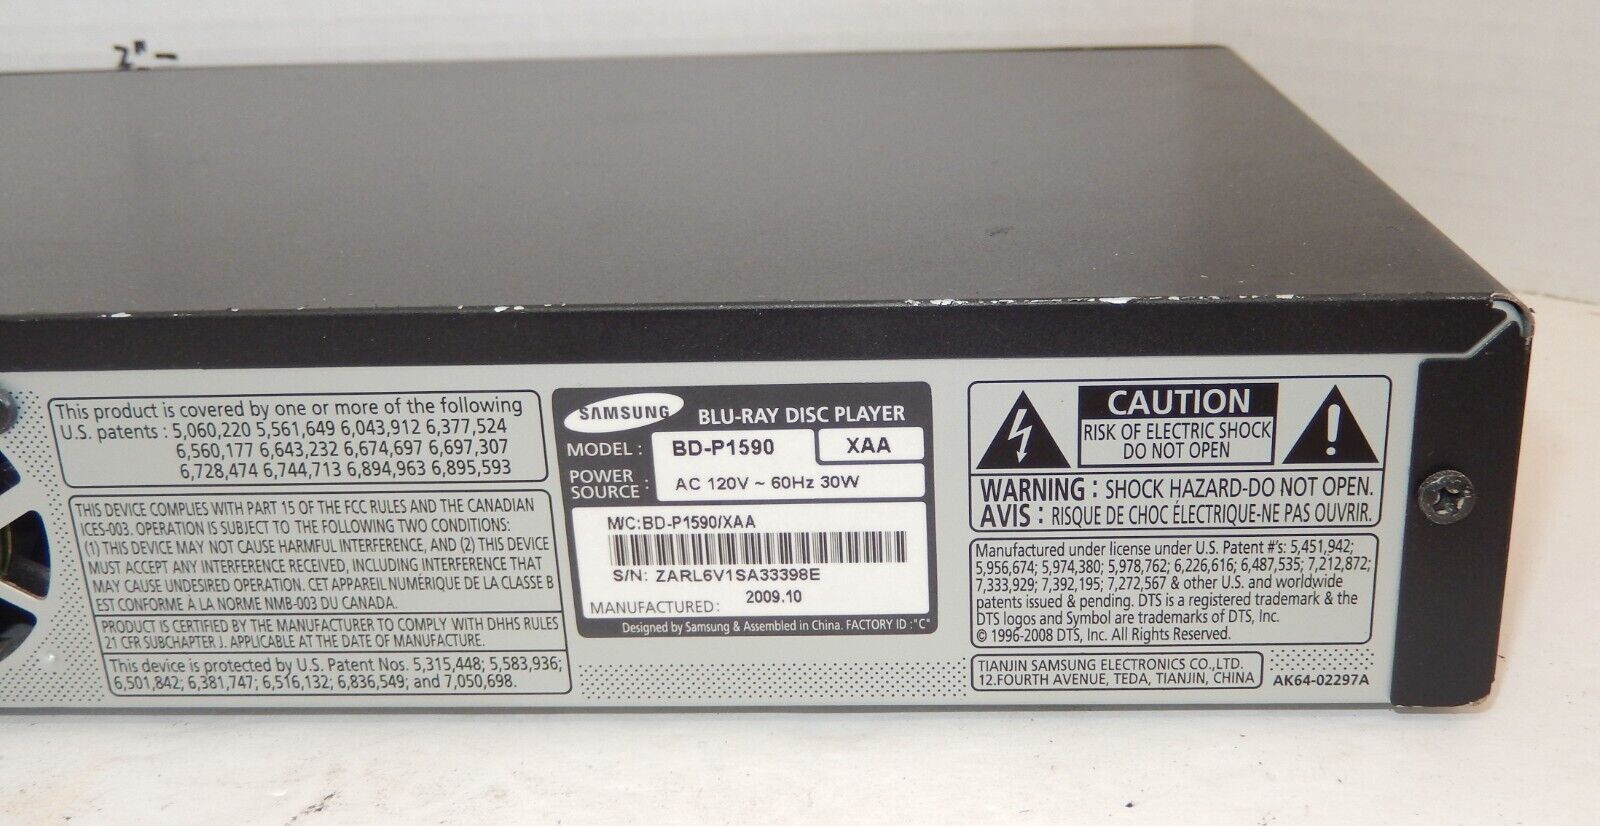 2"-
This product is covered by one or more of the following
U.S. patents : 5,060,220 5,561,649 6,043,912 6,377,524
6,560,177 6,643,232 6,674,697 6,697,307
6,728,474 6,744,713 6,894,963 6,895,593
THIS DEVICE COMPLIES WITH PART 15 OF THE FCC RULES AND THE CANADIAN
ICES-003. OPERATION IS SUBJECT TO THE FOLLOWING TWO CONDITIONS:
(1) THIS DEVICE MAY NOT CAUSE HARMFUL INTERFERENCE, AND (2) THIS DEVICE
MUST ACCEPT ANY INTERFERENCE RECEIVED, INCLUDING INTERFERENCE THAT
MAY CAUSE UNDESIRED OPERATION. CET APPAREIL NUMÉRIQUE DE LA CLASSE B
EST CONFORME À LA NORME NMB-003 DU CANADA.
PRODUCT IS CERTIFIED BY THE MANUFACTURER TO COMPLY WITH DHHS RULES
21 CFR SUBCHAPTER J. APPLICABLE AT THE DATE OF MANUFACTURE.
This device is protected by U.S. Patent Nos. 5,315,448; 5,583,936;
6,501,842; 6,381,747; 6,516,132; 6,836,549; and 7,050,698.
SAMSUNG BLU-RAY DISC PLAYER
MODEL : BD-P1590 XAA
POWER
SOURCE : AC 120V ~ 60Hz 30W
M/C:BD-P1590/XAA
S/N: ZARL6V1SA33398E
MANUFACTURED: 2009.10
Designed by Samsung & Assembled in China. FACTORY ID :"C"
CAUTION
RISK OF ELECTRIC SHOCK
DO NOT OPEN
WARNING : SHOCK HAZARD-DO NOT OPEN.
AVIS : RISQUE DE CHOC ÉLECTRIQUE-NE PAS OUVRIR.
Manufactured under license under U.S. Patent #'s: 5,451,942;
5,956,674; 5,974,380; 5,978,762; 6,226,616; 6,487,535; 7,212,872;
7,333,929; 7,392,195; 7,272,567 & other U.S. and worldwide
patents issued & pending. DTS is a registered trademark & the
DTS logos and Symbol are trademarks of DTS, Inc.
© 1996-2008 DTS, Inc. All Rights Reserved.
TIANJIN SAMSUNG ELECTRONICS CO.,LTD.
12.FOURTH AVENUE, TEDA, TIANJIN, CHINA
AK64-02297A